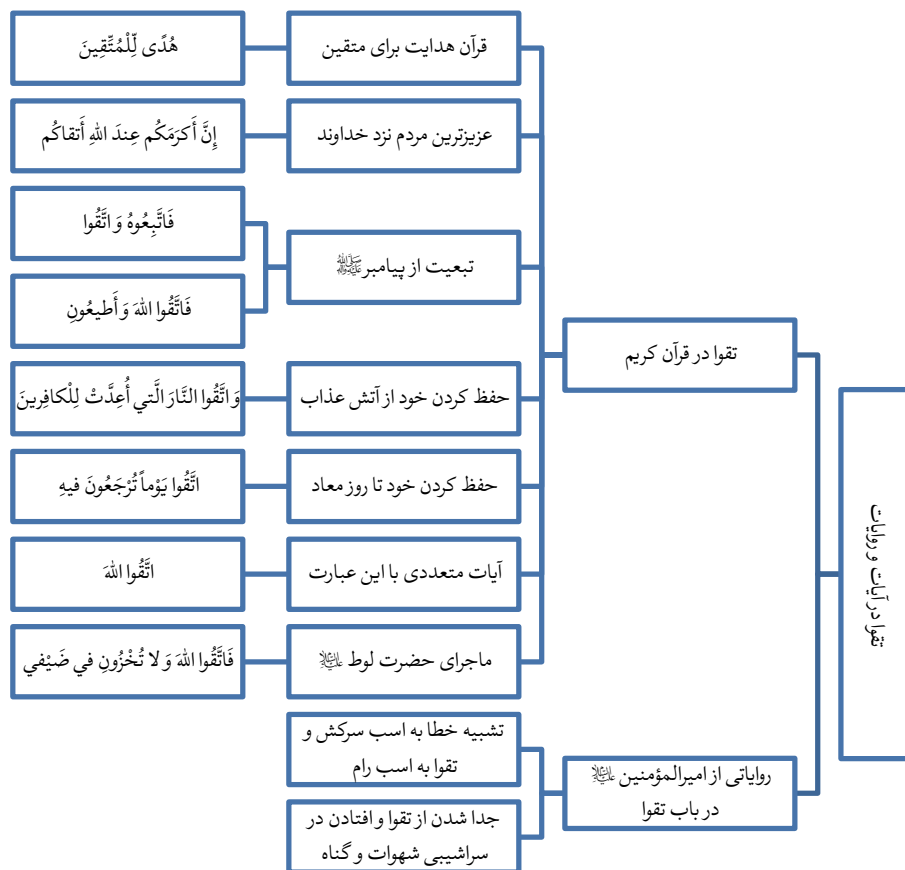 تقوا در آیات و روایات
تقوا در قرآن کریم
قرآن هدایت برای متقین
هُدًى لِّلْمُتَّقِينَ
عزیزترین مردم نزد خداوند
إِنَّ أَكرَمَكُم عِندَ اللهِ أَتقاكُم
تبعیت از پیامبر ﷺ
فَاتَّبِعُوهُ وَ اتَّقُوا
فَاتَّقُوا اللهَ وَ أَطيعُونِ
حفظ کردن خود از آتش عذاب
وَ اتَّقُوا النَّارَ الَّتي أُعِدَّتْ لِلْكافِرينَ
حفظ کردن خود تا روز معاد
اتَّقُوا يَوْماً تُرْجَعُونَ فيهِ
آیات متعددی با این عبارت
اتَّقُوا اللهَ
ماجرای حضرت لوط علیه‌السلام
فَاتَّقُوا اللهَ وَ لا تُخْزُونِ في ضَيْفي
روایاتی از امیرالمؤمنین علیه‌السلام
در باب تقوا
تشبیه خطا به اسب سرکش و
تقوا به اسب رام
جدا شدن از تقوا و افتادن در
سراشیبی شهوات و گناه